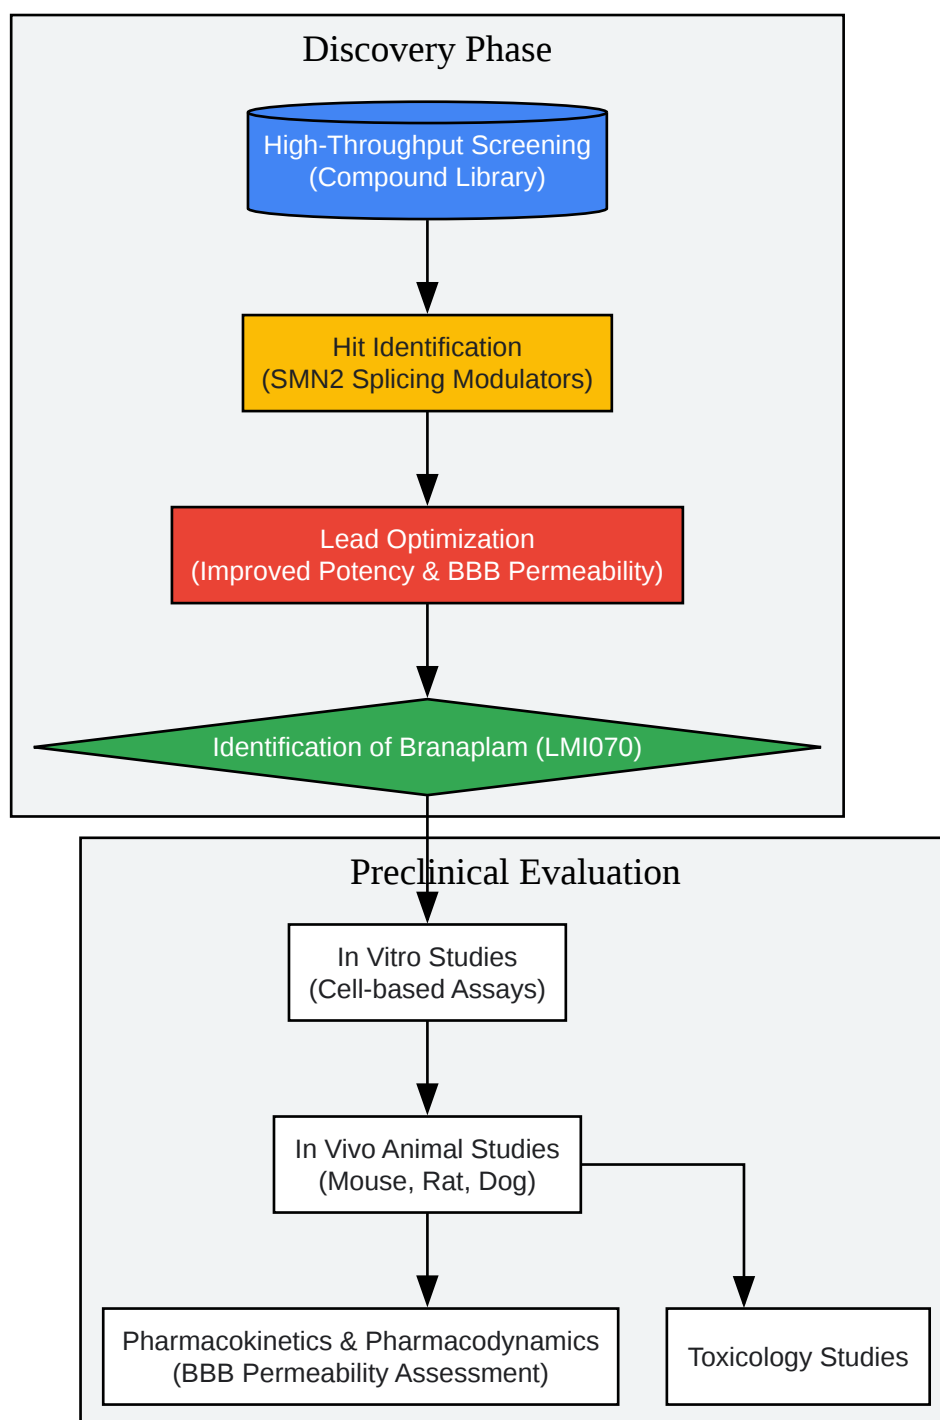 Discovery Phase
High-Throughput Screening
(Compound Library)
Hit Identification
(SMN2 Splicing Modulators)
Lead Optimization
(Improved Potency & BBB Permeability)
Identification of Branaplam (LMI070)
Preclinical Evaluation
In Vitro Studies
(Cell-based Assays)
In Vivo Animal Studies
(Mouse, Rat, Dog)
Pharmacokinetics & Pharmacodynamics
(BBB Permeability Assessment)
Toxicology Studies